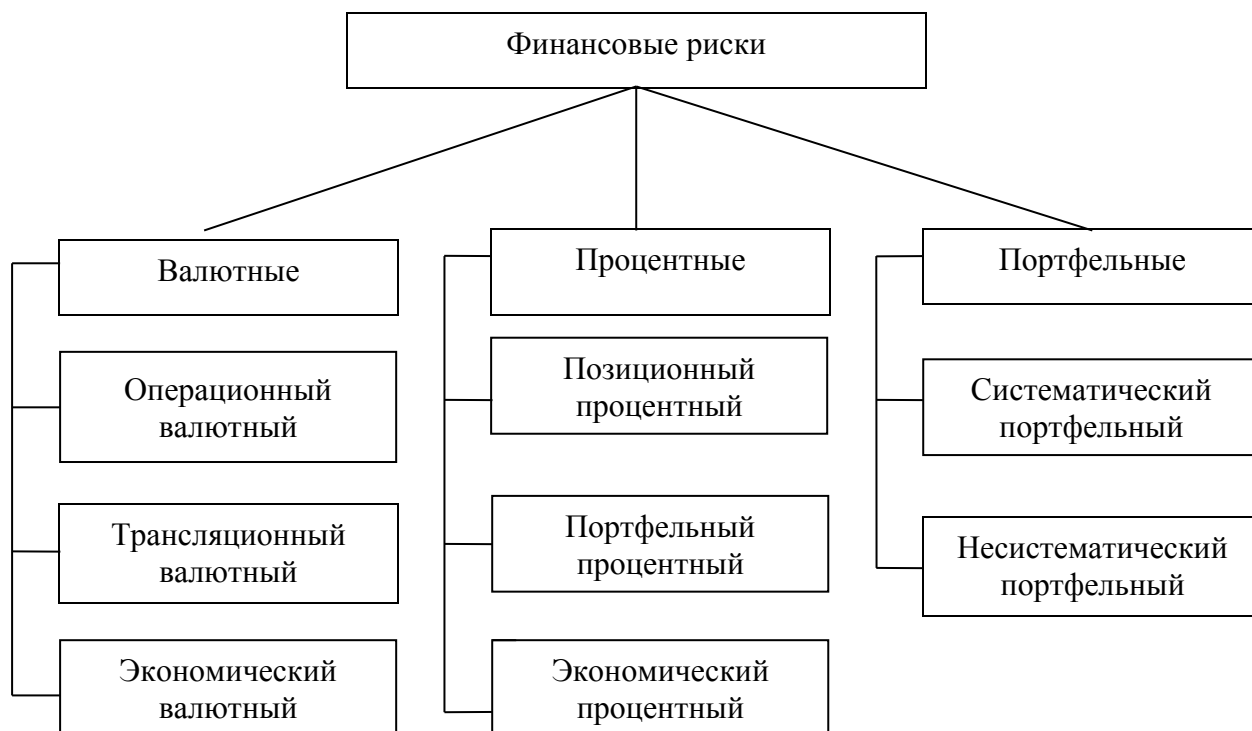 Финансовые риски
Валютные
Операционный
валютный
Трансляционный
валютный
Экономический
валютный
Процентные
Позиционный
процентный
Портфельный
процентный
Экономический
процентный
Портфельные
Систематический
портфельный
Несистематический
портфельный